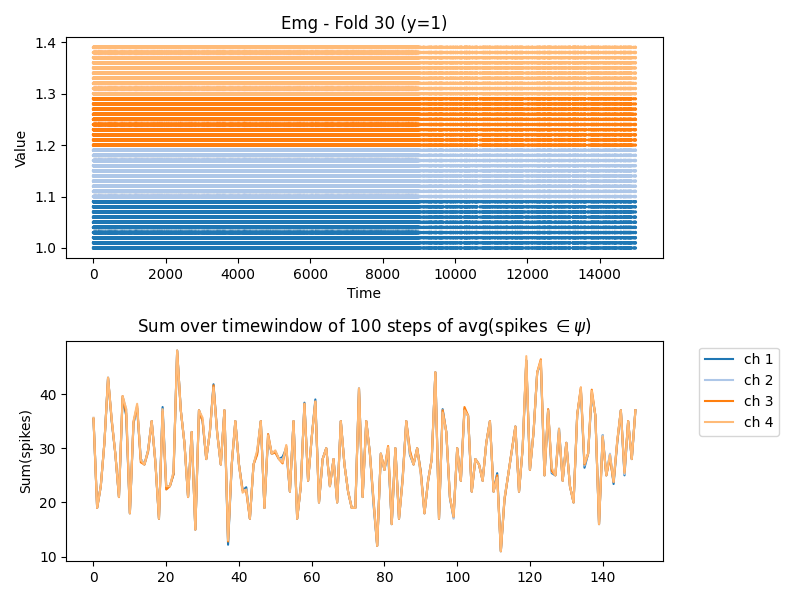 Emg - Fold 30 (y=1)
Value
1.4
1.3
1.2
1.1
1.0
0 2000 4000 6000 8000 10000 12000 14000
Time
Sum over timewindow of 100 steps of avg(spikes ∈ ψ)
Sum(spikes)
40
30
20
10
0 20 40 60 80 100 120 140
ch 1
ch 2
ch 3
ch 4